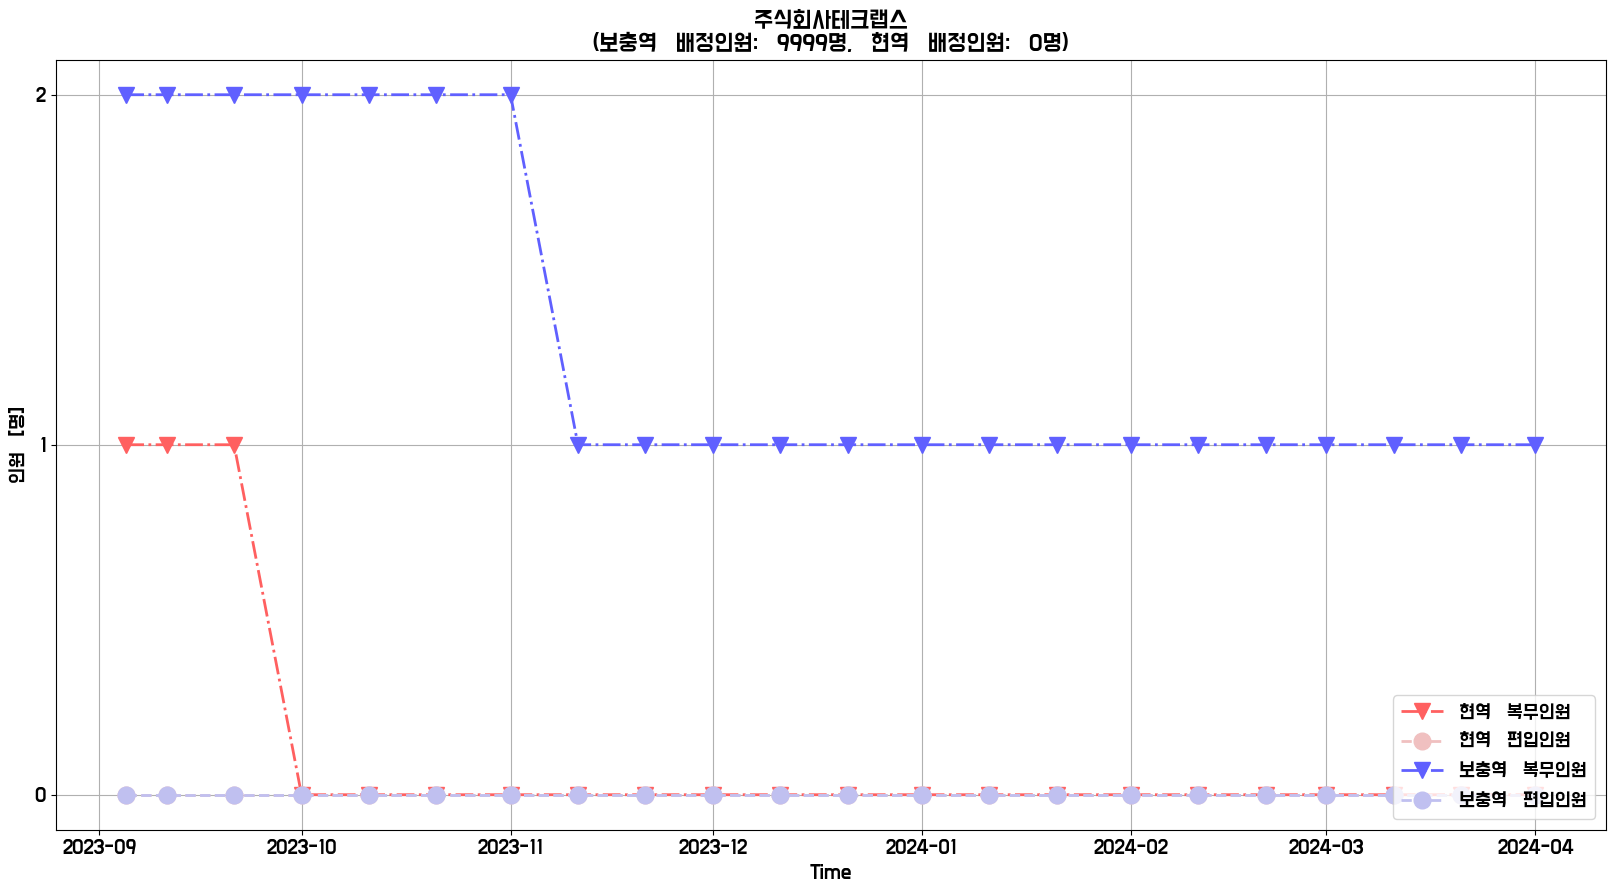 주식회사테크랩스
(보충역 배정인원: 9999명, 현역 배정인원: 0명)
인원 [명]
2
1
0
현역 복무인원
현역 편입인원
보충역 복무인원
보충역 편입인원
2023-09 2023-10 2023-11 2023-12 2024-01 2024-02 2024-03 2024-04
Time